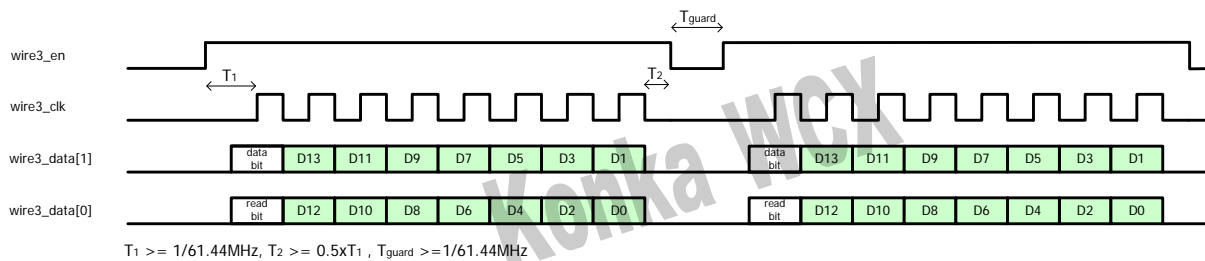 Tguard
wire3_en
T1
T2
wire3_clk
wire3_data[1] data bit D13 D11 D9 D7 D5 D3 D1 data bit D13 D11 D9 D7 D5 D3 D1
wire3_data[0] read bit D12 D10 D8 D6 D4 D2 D0 read bit D12 D10 D8 D6 D4 D2 D0
Konka WCX
T1 >= 1/61.44MHz, T2 >= 0.5xT1 , Tguard >=1/61.44MHz